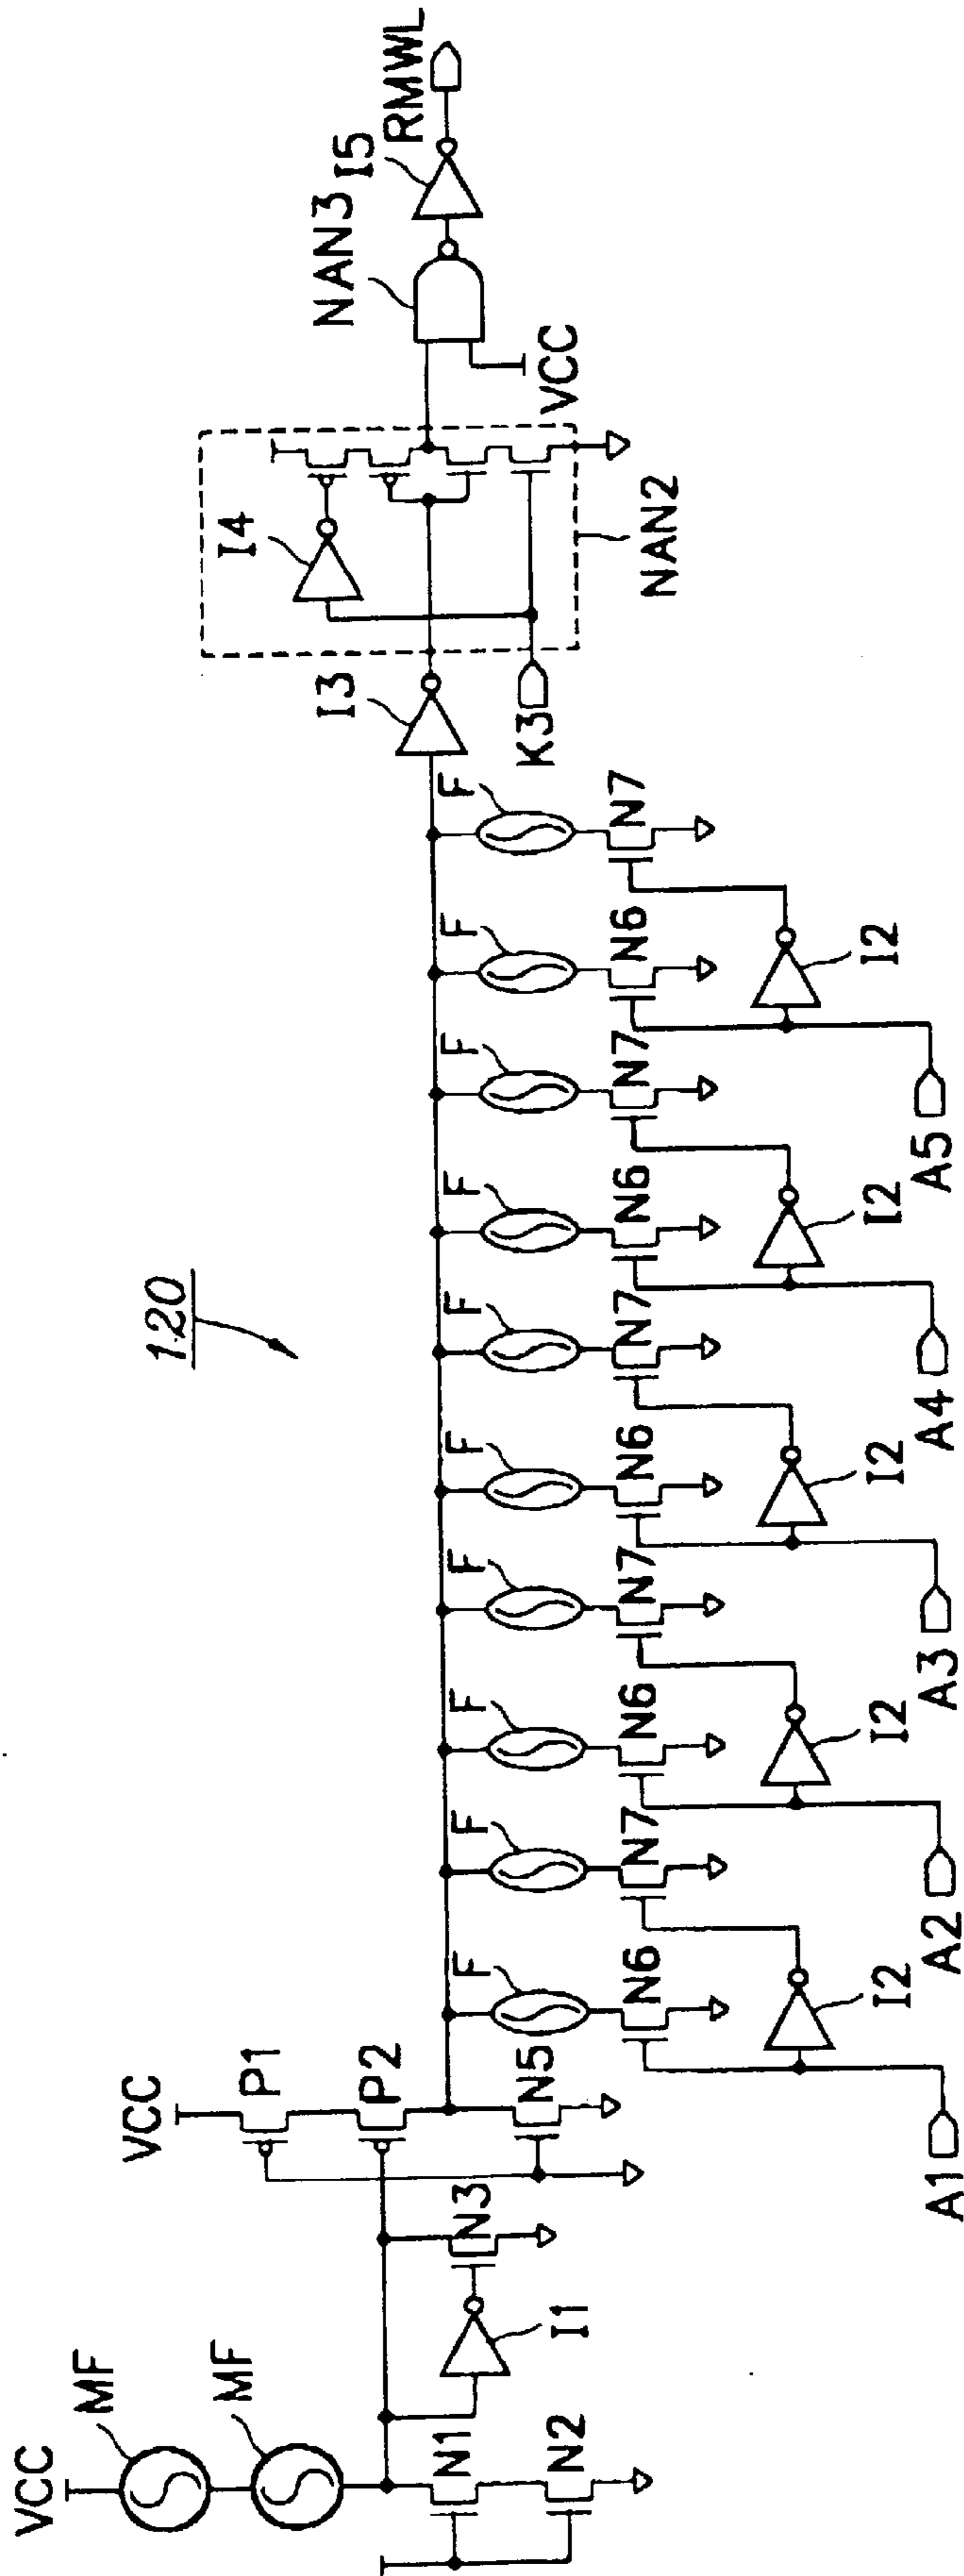 120
VCC
MF
MF
N1
N2
I1
N3
VCC
P1
P2
N5
F
F
F
F
F
F
F
F
F
F
N6
N7
N6
N7
N6
N7
N6
N7
N6
N7
I2
I2
I2
I2
I2
A1
A2
A3
A4
A5
I3
K3
I4
NAN2
NAN3
VCC
I5
RMWL